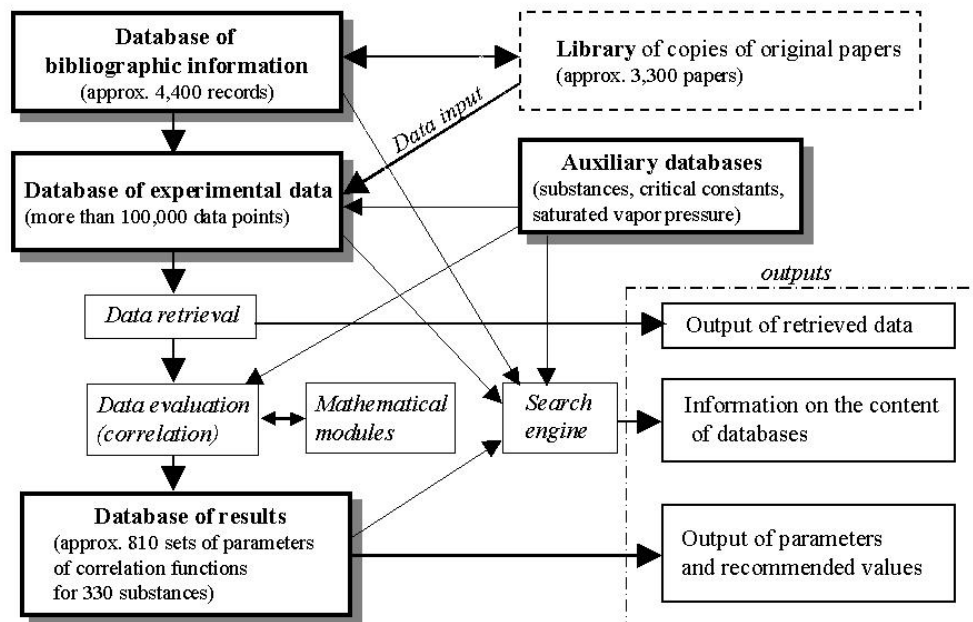 Database of
bibliographic information
(approx. 4,400 records)
Library of copies of original papers
(approx. 3,300 papers)
Data input
Database of experimental data
(more than 100,000 data points)
Auxiliary databases
(substances, critical constants,
saturated vapor pressure)
outputs
Data retrieval
Output of retrieved data
Data evaluation
(correlation)
Mathematical
modules
Search
engine
Information on the content
of databases
Database of results
(approx. 810 sets of parameters
of correlation functions
for 330 substances)
Output of parameters
and recommended values